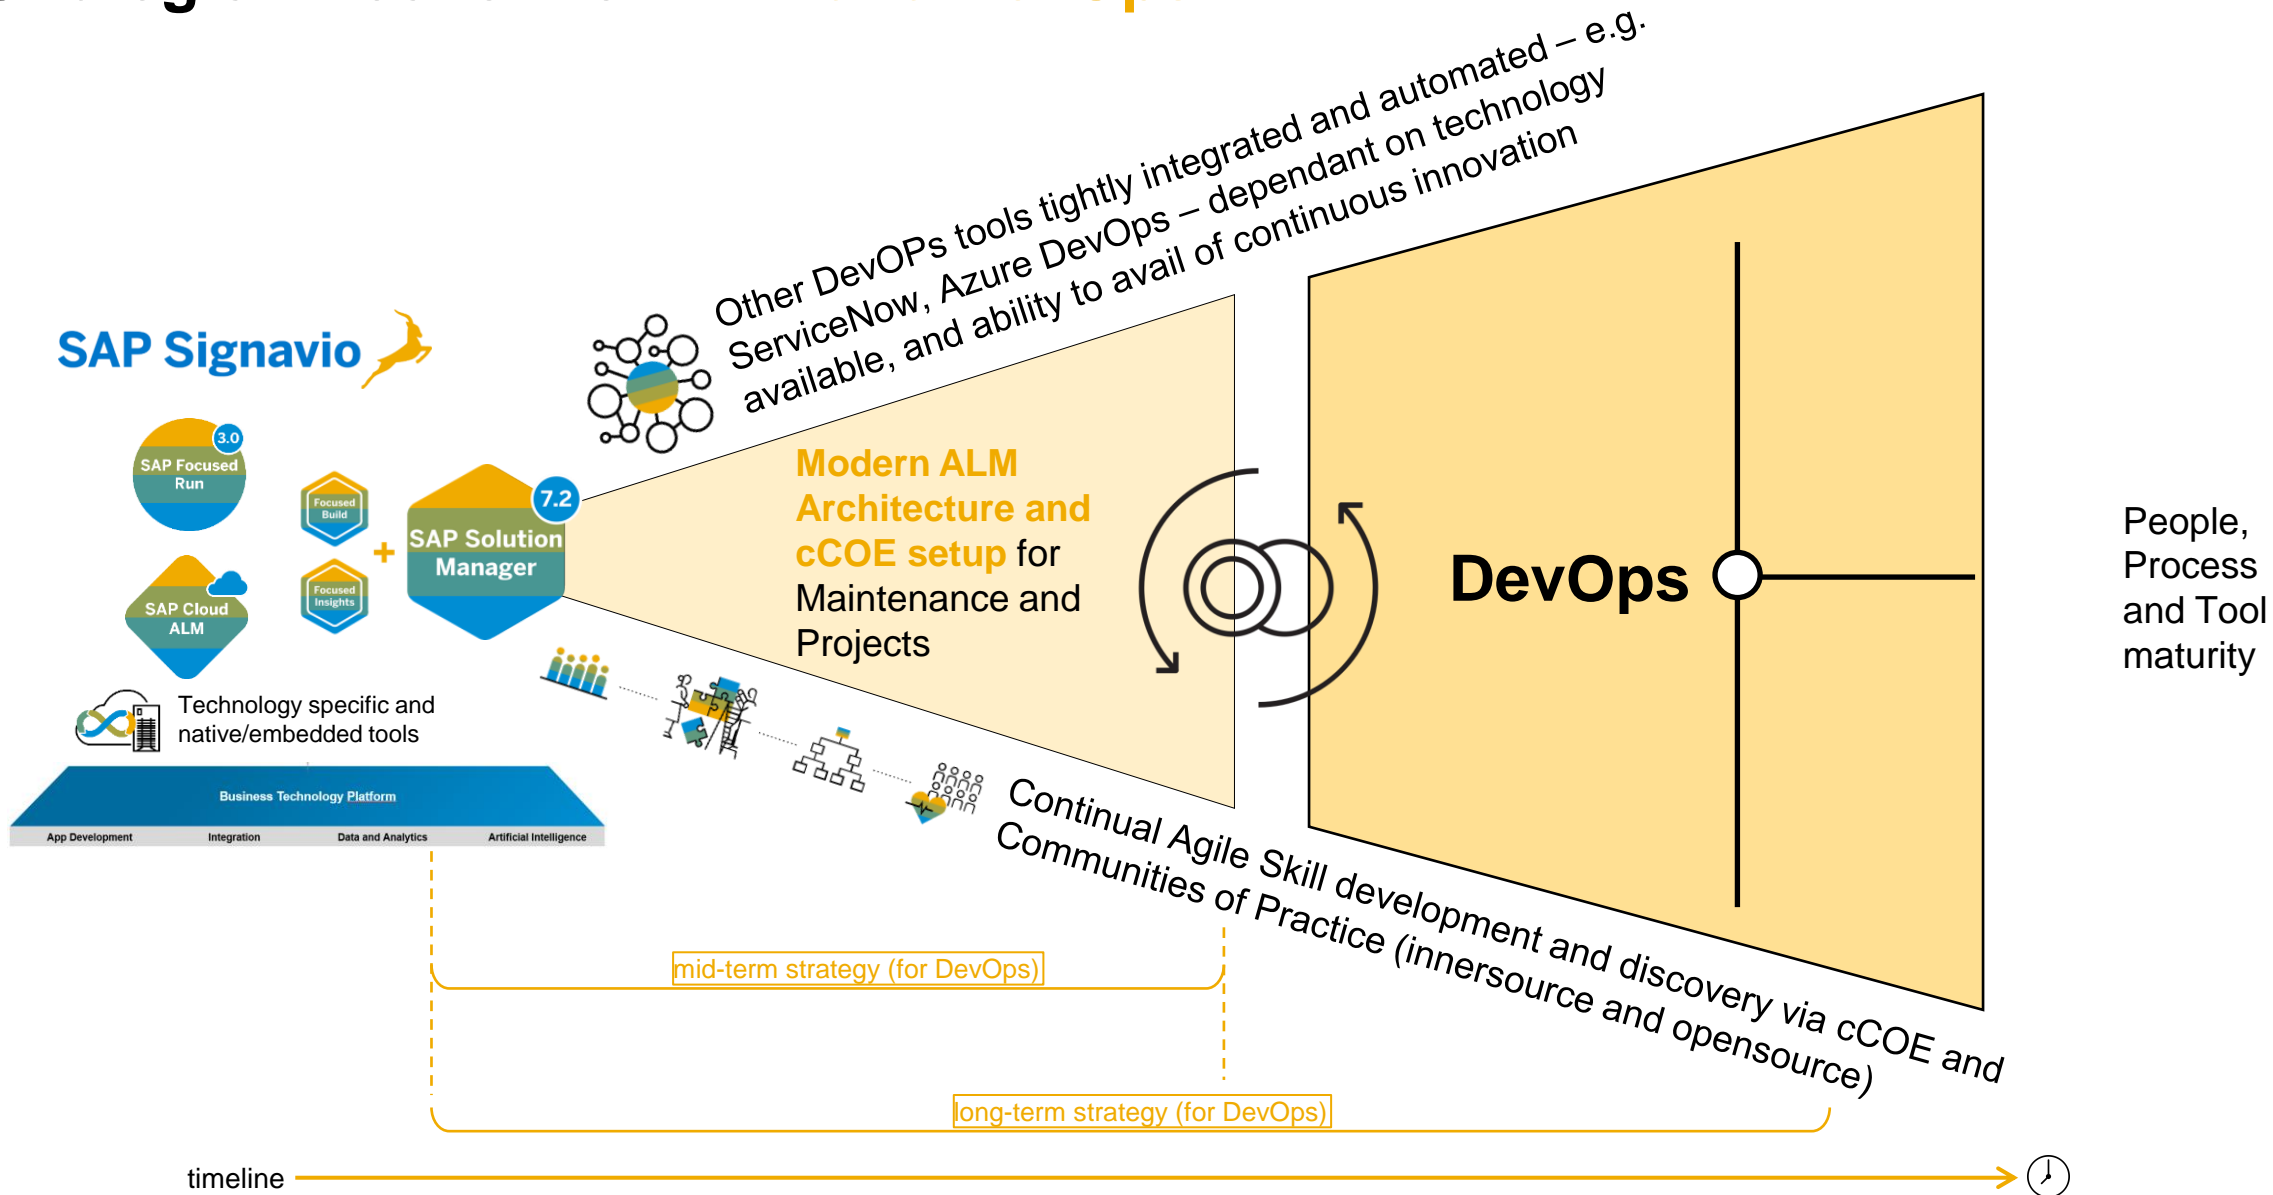 Other DevOPs tools tightly integrated and automated – e.g.
ServiceNow, Azure DevOps – dependant on technology
available, and ability to avail of continuous innovation
SAP Signavio
3.0
SAP Focused
Run
Focused
Build
+
Focused
Insights
7.2
SAP Solution
Manager
SAP Cloud
ALM
Technology specific and
native/embedded tools
Business Technology Platform
App Development
Integration
Data and Analytics
Artificial Intelligence
Modern ALM
Architecture and
cCOE setup for
Maintenance and
Projects
DevOps
People,
Process
and Tool
maturity
Continual Agile Skill development and discovery via cCOE and
Communities of Practice (innersource and opensource)
mid-term strategy (for DevOps)
long-term strategy (for DevOps)
timeline